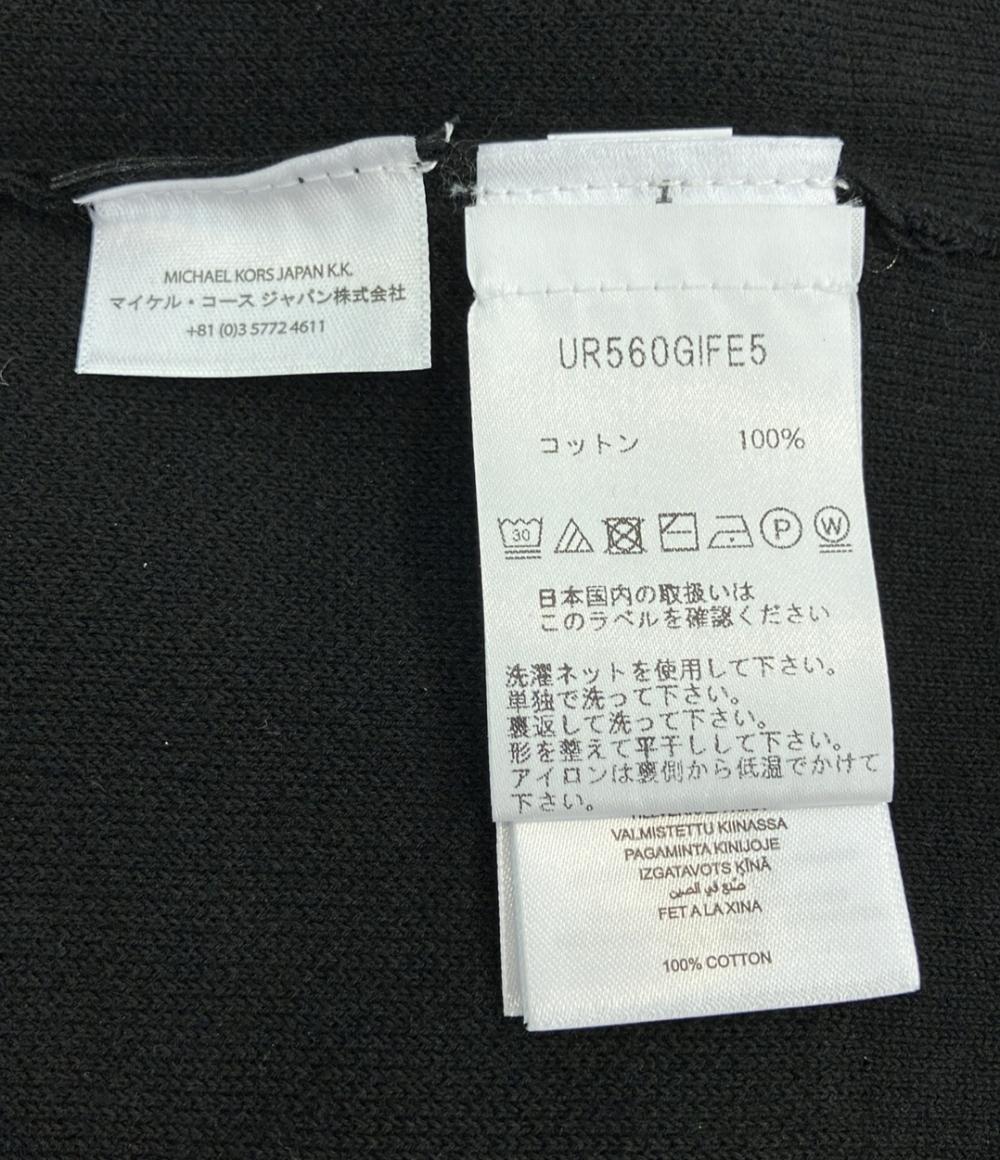 MICHAEL KORS JAPAN K.K.
マイケル・コース ジャパン株式会社
+81 (0)3 5772 4611
UR560GIFE5
コットン 100%
30
P
W
日本国内の取扱いは
このラベルを確認ください
洗濯ネットを使用して下さい。
単独で洗って下さい。
裏返して洗って下さい。
形を整えて平干しして下さい。
アイロンは裏側から低温でかけて
下さい。
VALMISTETTU KIINASSA
PAGAMINTA KINIJOJE
IZGATAVOTS ĶĪNĀ
صنع في الصين
FET A LA XINA
100% COTTON